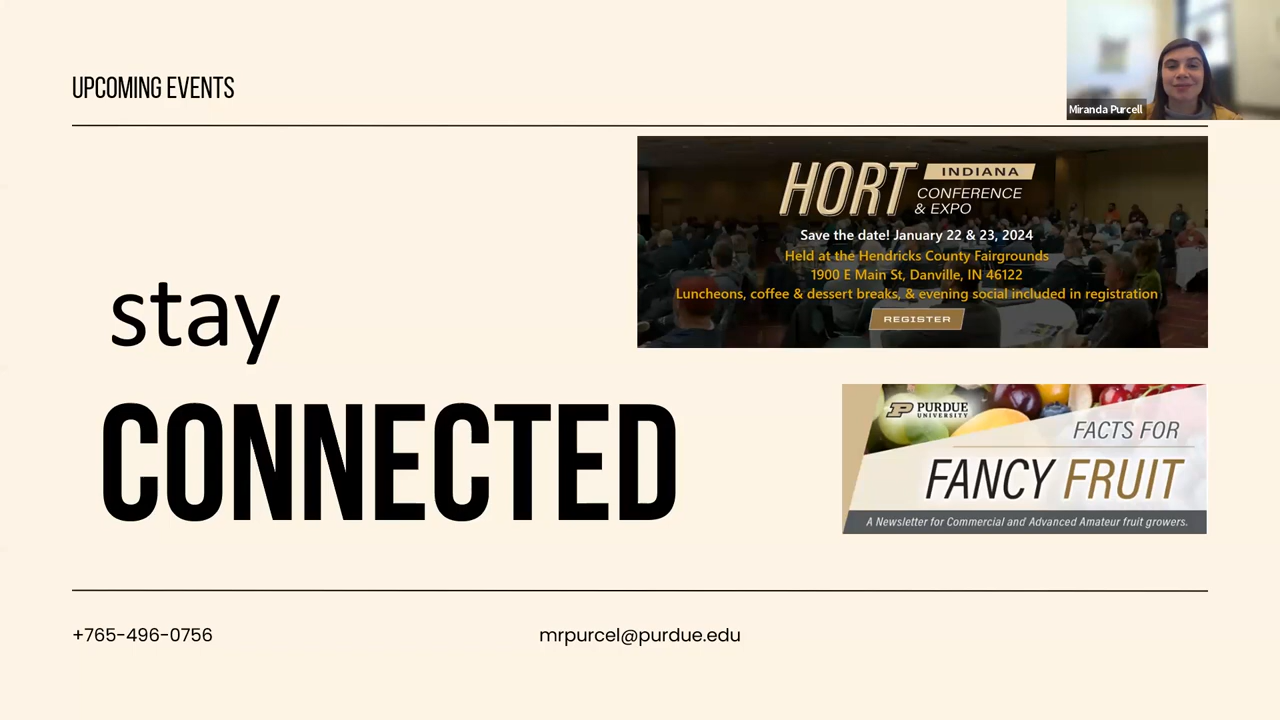 UPCOMING EVENTS
Miranda Purcell
HORT INDIANA
CONFERENCE
& EXPO
Save the date! January 22 & 23, 2024
Held at the Hendricks County Fairgrounds
1900 E Main St, Danville, IN 46122
Luncheons, coffee & dessert breaks, & evening social included in registration
REGISTER
stay
CONNECTED
PURDUE
UNIVERSITY
FACTS FOR
FANCY FRUIT
A Newsletter for Commercial and Advanced Amateur fruit growers.
+765-496-0756
mrpurcel@purdue.edu